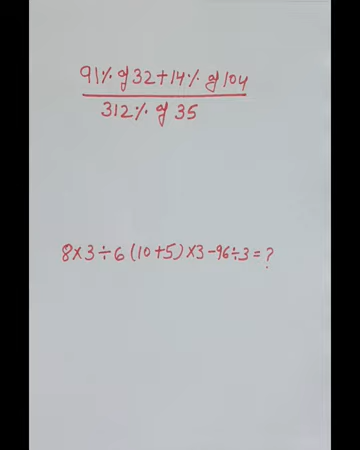 91% of 32 + 14% of 104
312% of 35
8 × 3 ÷ 6 (10 + 5) × 3 - 96 ÷ 3 = ?